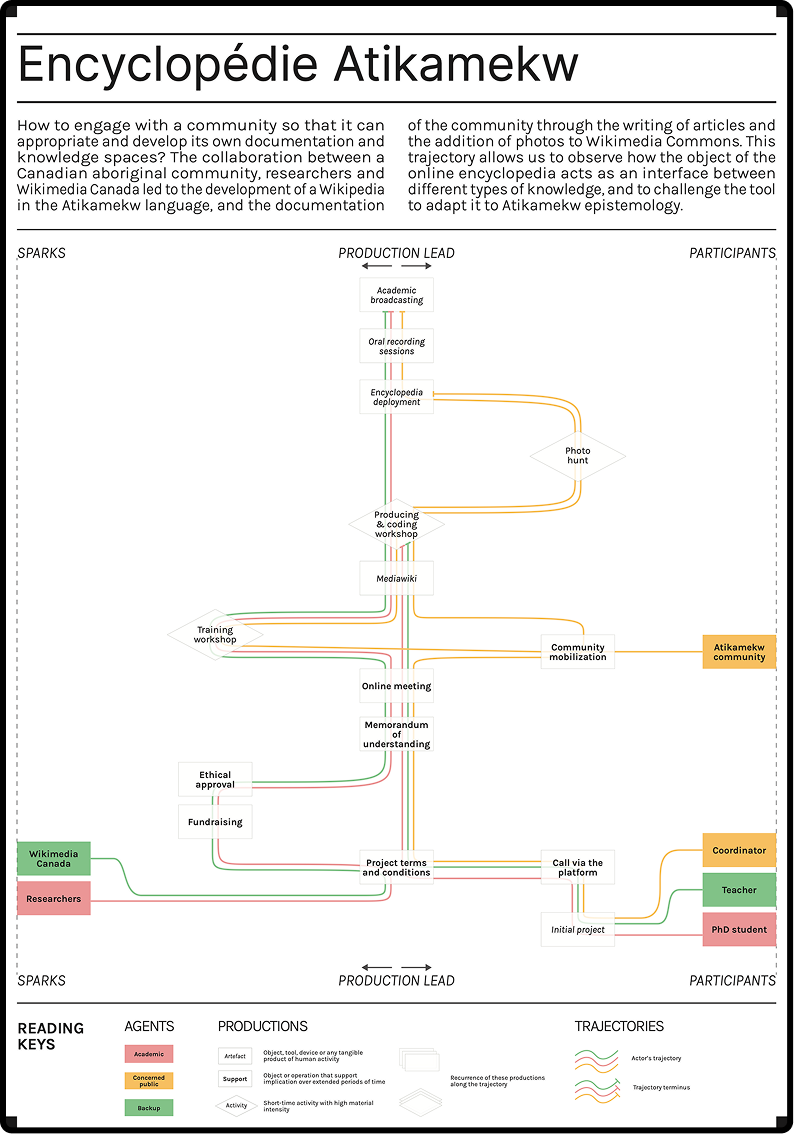 Encyclopédie Atikamekw
How to engage with a community so that it can
appropriate and develop its own documentation and
knowledge spaces? The collaboration between a
Canadian aboriginal community, researchers and
Wikimedia Canada led to the development of a Wikipedia
in the Atikamekw language, and the documentation
of the community through the writing of articles and
the addition of photos to Wikimedia Commons. This
trajectory allows us to observe how the object of the
online encyclopedia acts as an interface between
different types of knowledge, and to challenge the tool
to adapt it to Atikamekw epistemology.
SPARKS
PRODUCTION LEAD
PARTICIPANTS
Academic
broadcasting
Oral recording
sessions
Encyclopedia
deployment
Photo
hunt
Producing
& coding
workshop
Mediawiki
Training
workshop
Community
mobilization
Atikamekw
community
Online meeting
Memorandum
of
understanding
Ethical
approval
Fundraising
Wikimedia
Canada
Researchers
Project terms
and conditions
Call via the
platform
Initial project
Coordinator
Teacher
PhD student
SPARKS
PRODUCTION LEAD
PARTICIPANTS
READING
KEYS
AGENTS
Academic
Concerned
public
Backup
PRODUCTIONS
Artefact
Object, tool, device or any tangible
product of human activity
Support
Object or operation that support
implication over extended periods of time
Activity
Short-time activity with high material
intensity
Recurrence of these productions
along the trajectory
TRAJECTORIES
Actor's trajectory
Trajectory terminus